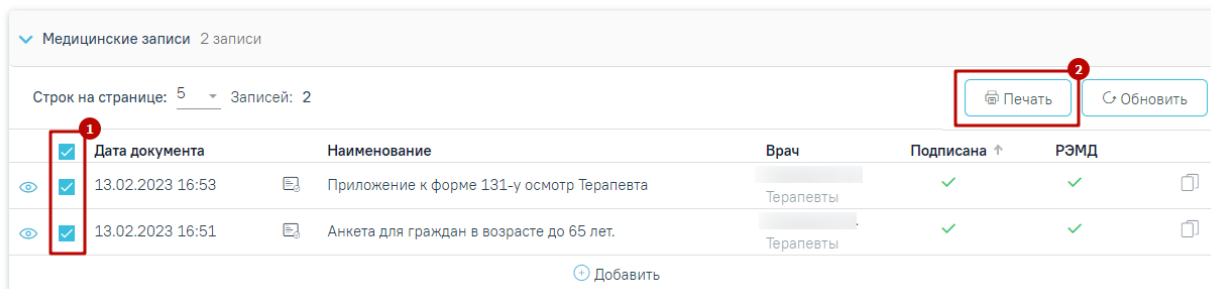 Медицинские записи 2 записи
2
Строк на странице: 5 Записей: 2 Печать Обновить
1
Дата документа Наименование Врач Подписана ↑ РЭМД
13.02.2023 16:53 Приложение к форме 131-у осмотр Терапевта
Терапевты
13.02.2023 16:51 Анкета для граждан в возрасте до 65 лет.
Терапевты
Добавить